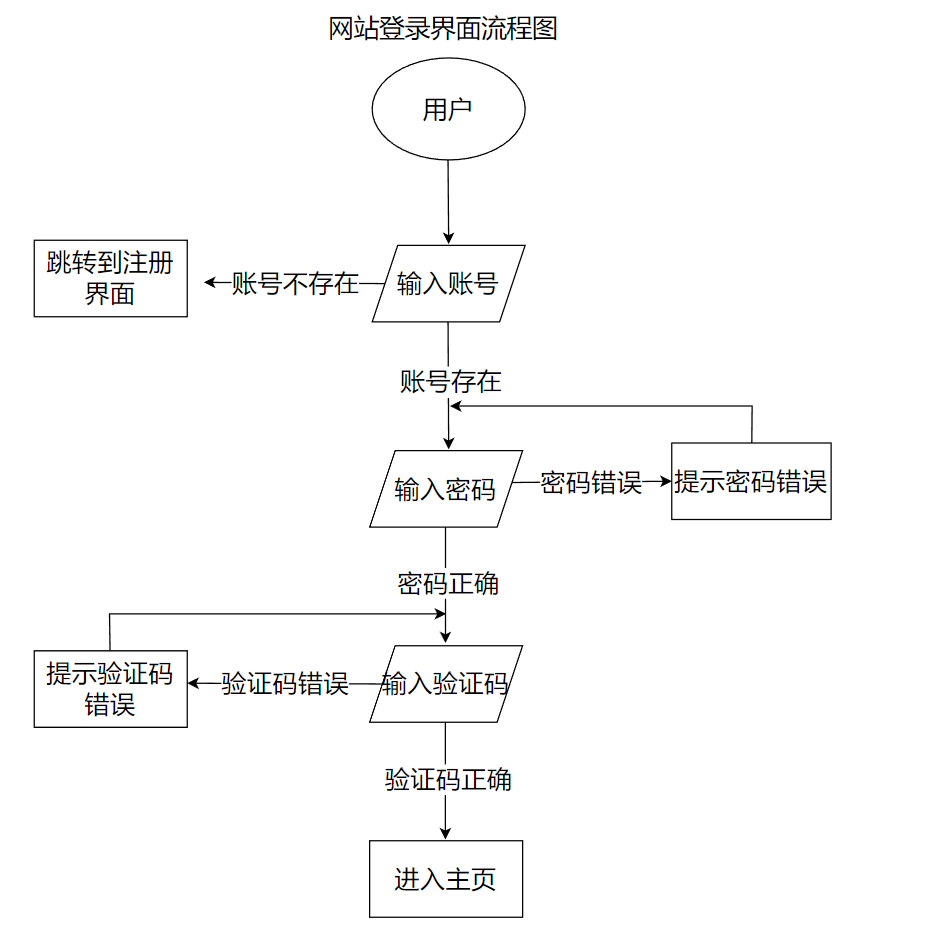 网站登录界面流程图
用户
跳转到注册
界面
账号不存在
输入账号
账号存在
输入密码
密码错误
提示密码错误
密码正确
提示验证码
错误
验证码错误
输入验证码
验证码正确
进入主页